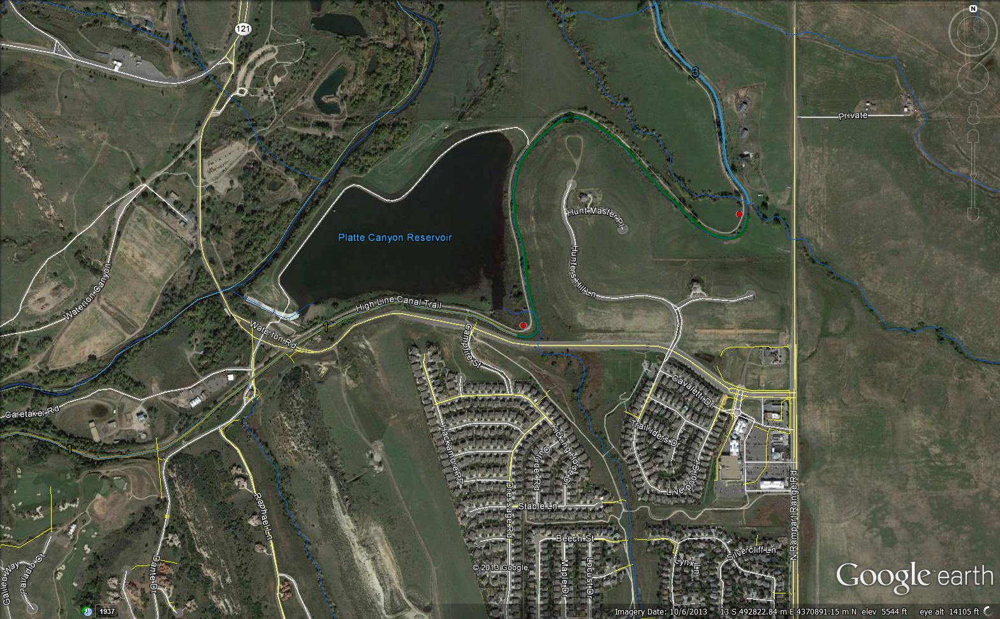 N
121
3
Private
2
Hunt Master Pl
Platte Canyon Reservoir
Hunters Hill Ln
Waterton Canyon
High Line Canal Trail
1
Waterton Rd
Campfire St
Cavaletti Dr
Caretaker Rd
Trailriders Dr
Hackamore Rd
Kicking Horse Dr
Outrider Rd
1
Liverpool Cir
Raphael Ln
Dressage Rd
Stable Ln
N Rampart Range Rd
Beech St
Silvercliff Ln
Lynx Ln
Galileo Way
Palladio Ct
Dante Dr
Maple Dr
Locust Dr
© 2013 Google
Google earth
1937
Imagery Date: 10/6/2013 13 S 492822.84 m E 4370891.15 m N elev 5544 ft eye alt 14105 ft